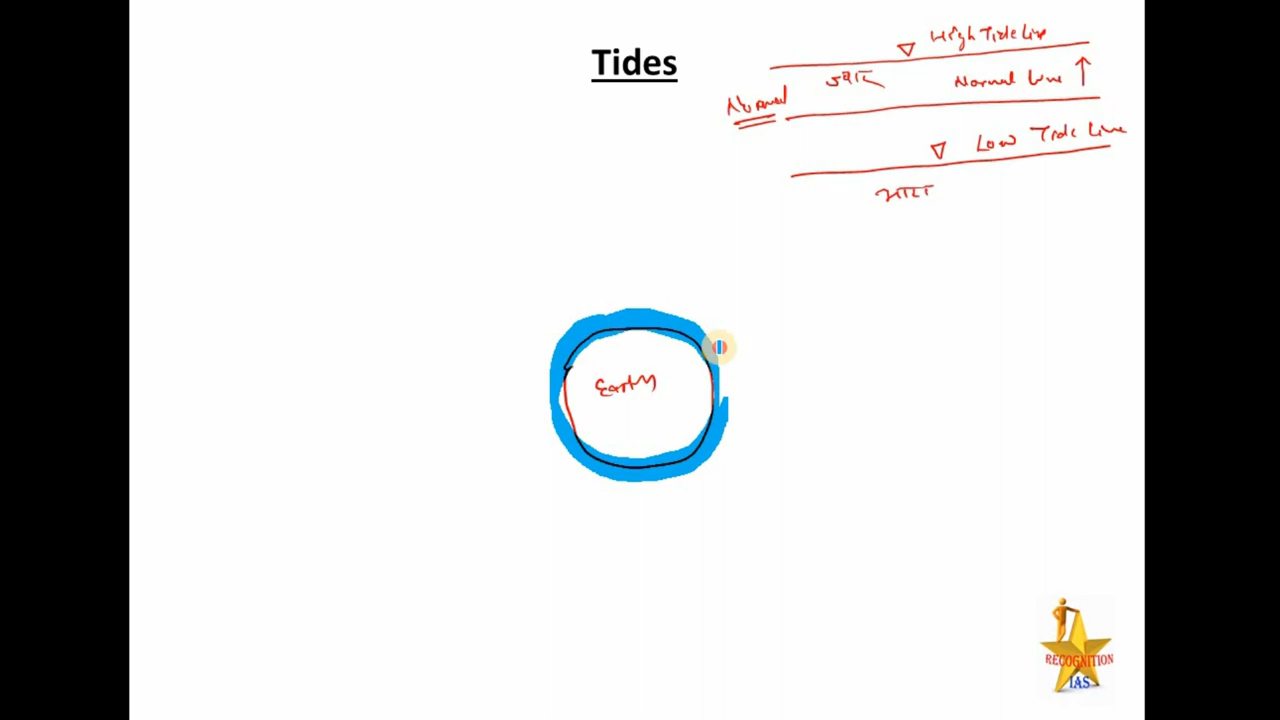 Tides
High Tide Line
ज्वार
Normal Line
Normal
Low Tide Line
भाटा
Earth
RECOGNITION
IAS